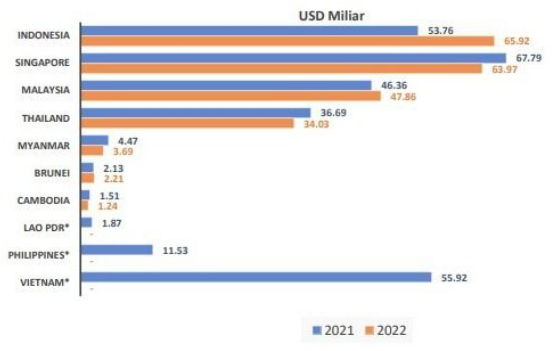 USD Miliar
INDONESIA 53.76
65.92
SINGAPORE 67.79
63.97
MALAYSIA 46.36
47.86
THAILAND 36.69
34.03
MYANMAR 4.47
3.69
BRUNEI 2.13
2.21
CAMBODIA 1.51
1.24
LAO PDR* 1.87
-
PHILIPPINES* 11.53
-
VIETNAM* 55.92
-
2021 2022